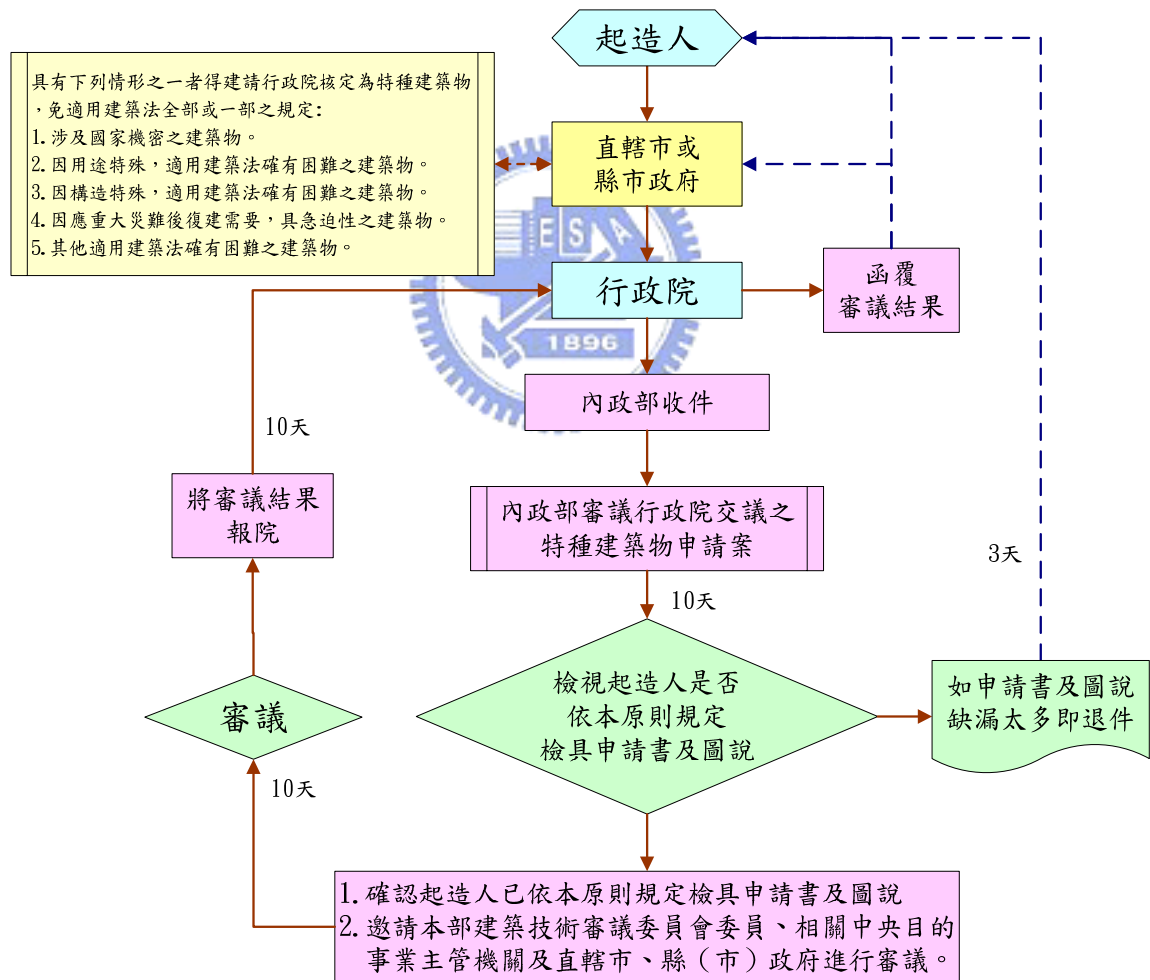 起造人
具有下列情形之一者得建請行政院核定為特種建築物
，免適用建築法全部或一部之規定:
1.涉及國家機密之建築物。
2.因用途特殊，適用建築法確有困難之建築物。
3.因構造特殊，適用建築法確有困難之建築物。
4.因應重大災難後復建需要，具急迫性之建築物。
5.其他適用建築法確有困難之建築物。
直轄市或
縣市政府
ESA
行政院
函覆
審議結果
1896
內政部收件
10天
將審議結果
報院
內政部審議行政院交議之
特種建築物申請案
3天
10天
檢視起造人是否
依本原則規定
檢具申請書及圖說
如申請書及圖說
缺漏太多即退件
審議
10天
1.確認起造人已依本原則規定檢具申請書及圖說
2.邀請本部建築技術審議委員會委員、相關中央目的
事業主管機關及直轄市、縣（市）政府進行審議。